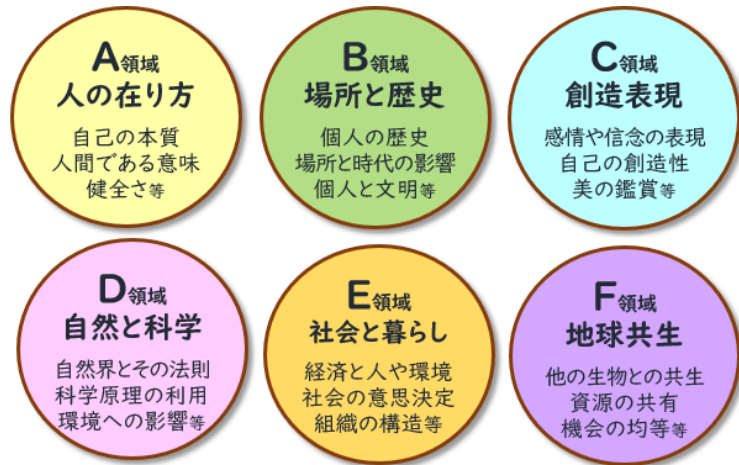 A領域
人の在り方
自己の本質
人間である意味
健全さ等
B領域
場所と歴史
個人の歴史
場所と時代の影響
個人と文明等
C領域
創造表現
感情や信念の表現
自己の創造性
美の鑑賞等
D領域
自然と科学
自然界とその法則
科学原理の利用
環境への影響等
E領域
社会と暮らし
経済と人や環境
社会の意思決定
組織の構造等
F領域
地球共生
他の生物との共生
資源の共有
機会の均等等